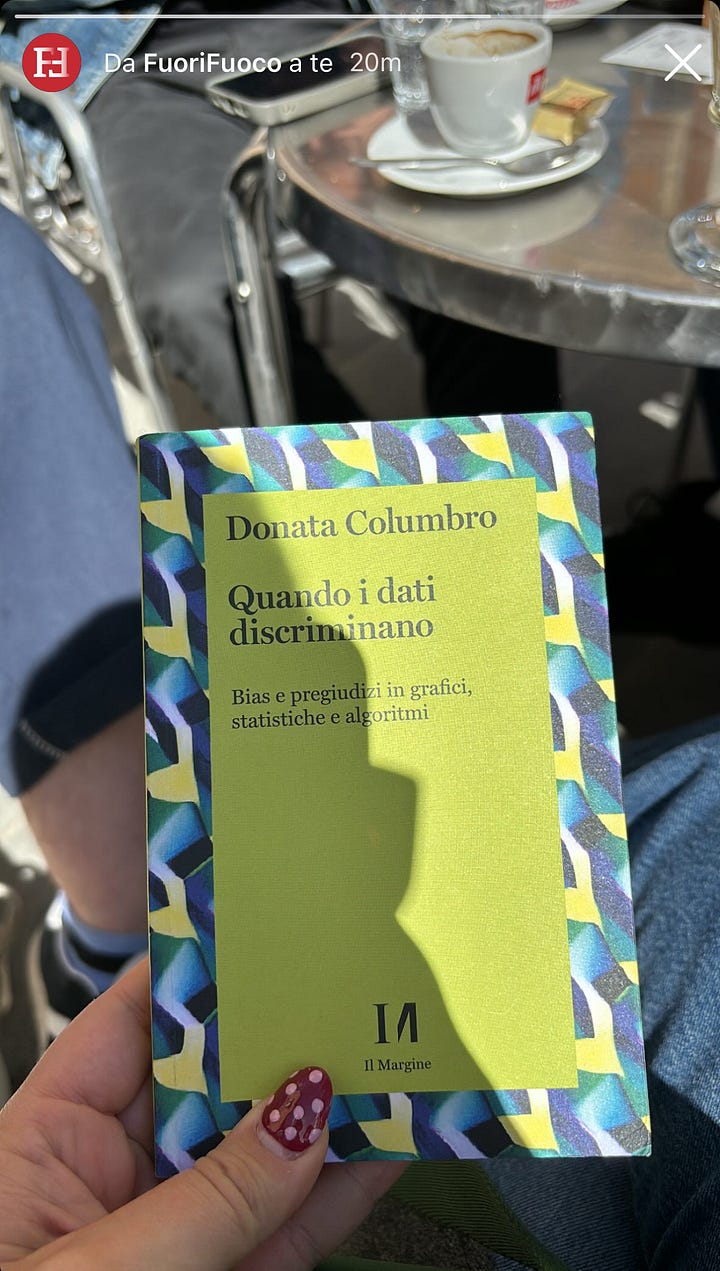 Da FuoriFuoco a te 20m
Donata Columbro
Quando i dati
discriminano
Bias e pregiudizi in grafici,
statistiche e algoritmi
Il Margine